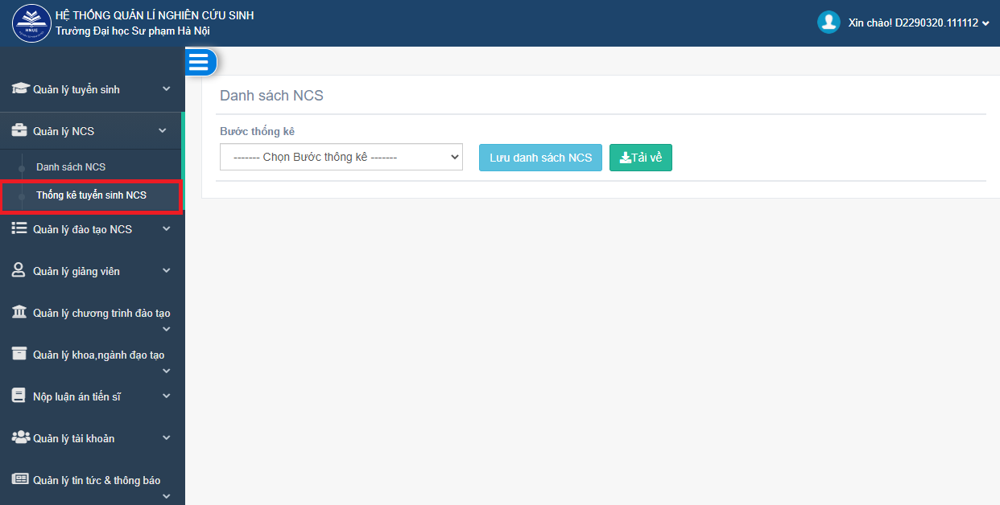 HỆ THỐNG QUẢN LÍ NGHIÊN CỨU SINH
Trường Đại học Sư phạm Hà Nội
HNUE
Xin chào! D2290320.111112
Quản lý tuyển sinh
Quản lý NCS
Danh sách NCS
Thống kê tuyển sinh NCS
Quản lý đào tạo NCS
Quản lý giảng viên
Quản lý chương trình đào tạo
Quản lý khoa,ngành đạo tạo
Nộp luận án tiến sĩ
Quản lý tài khoản
Quản lý tin tức & thông báo
Danh sách NCS
Bước thống kê
------- Chọn Bước thông kê -------
Lưu danh sách NCS
Tải về